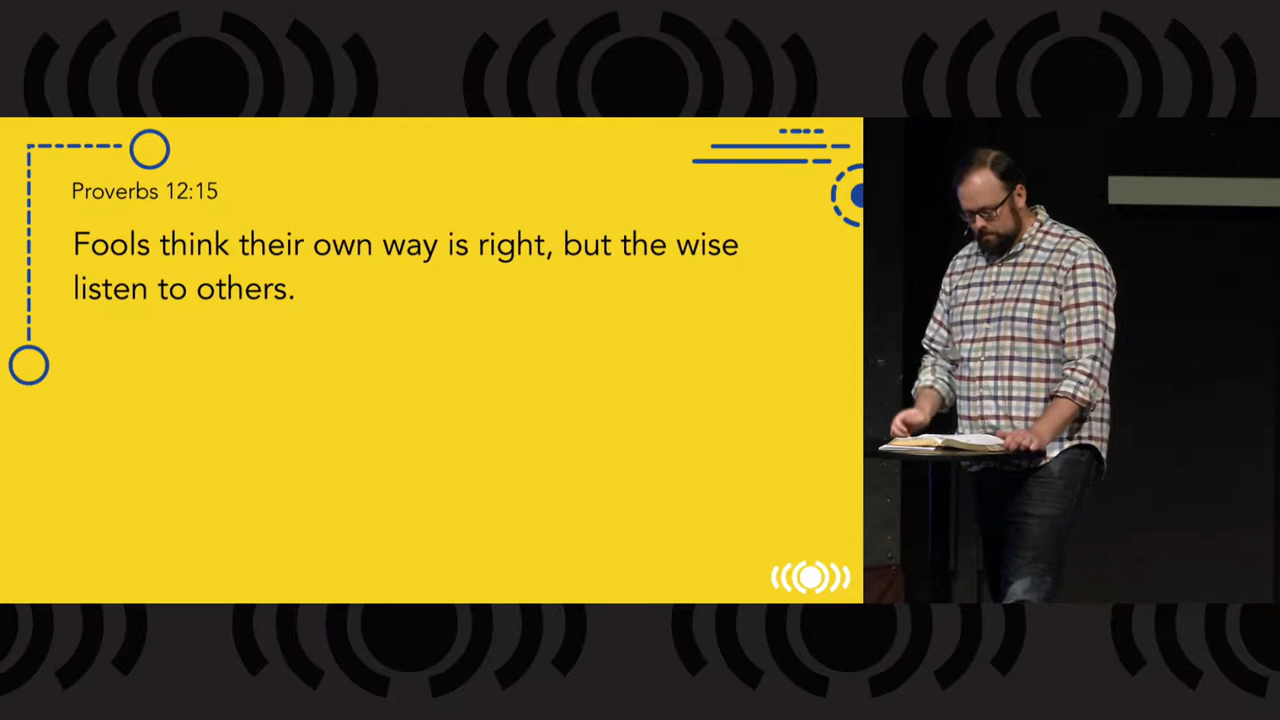 Proverbs 12:15
Fools think their own way is right, but the wise
listen to others.